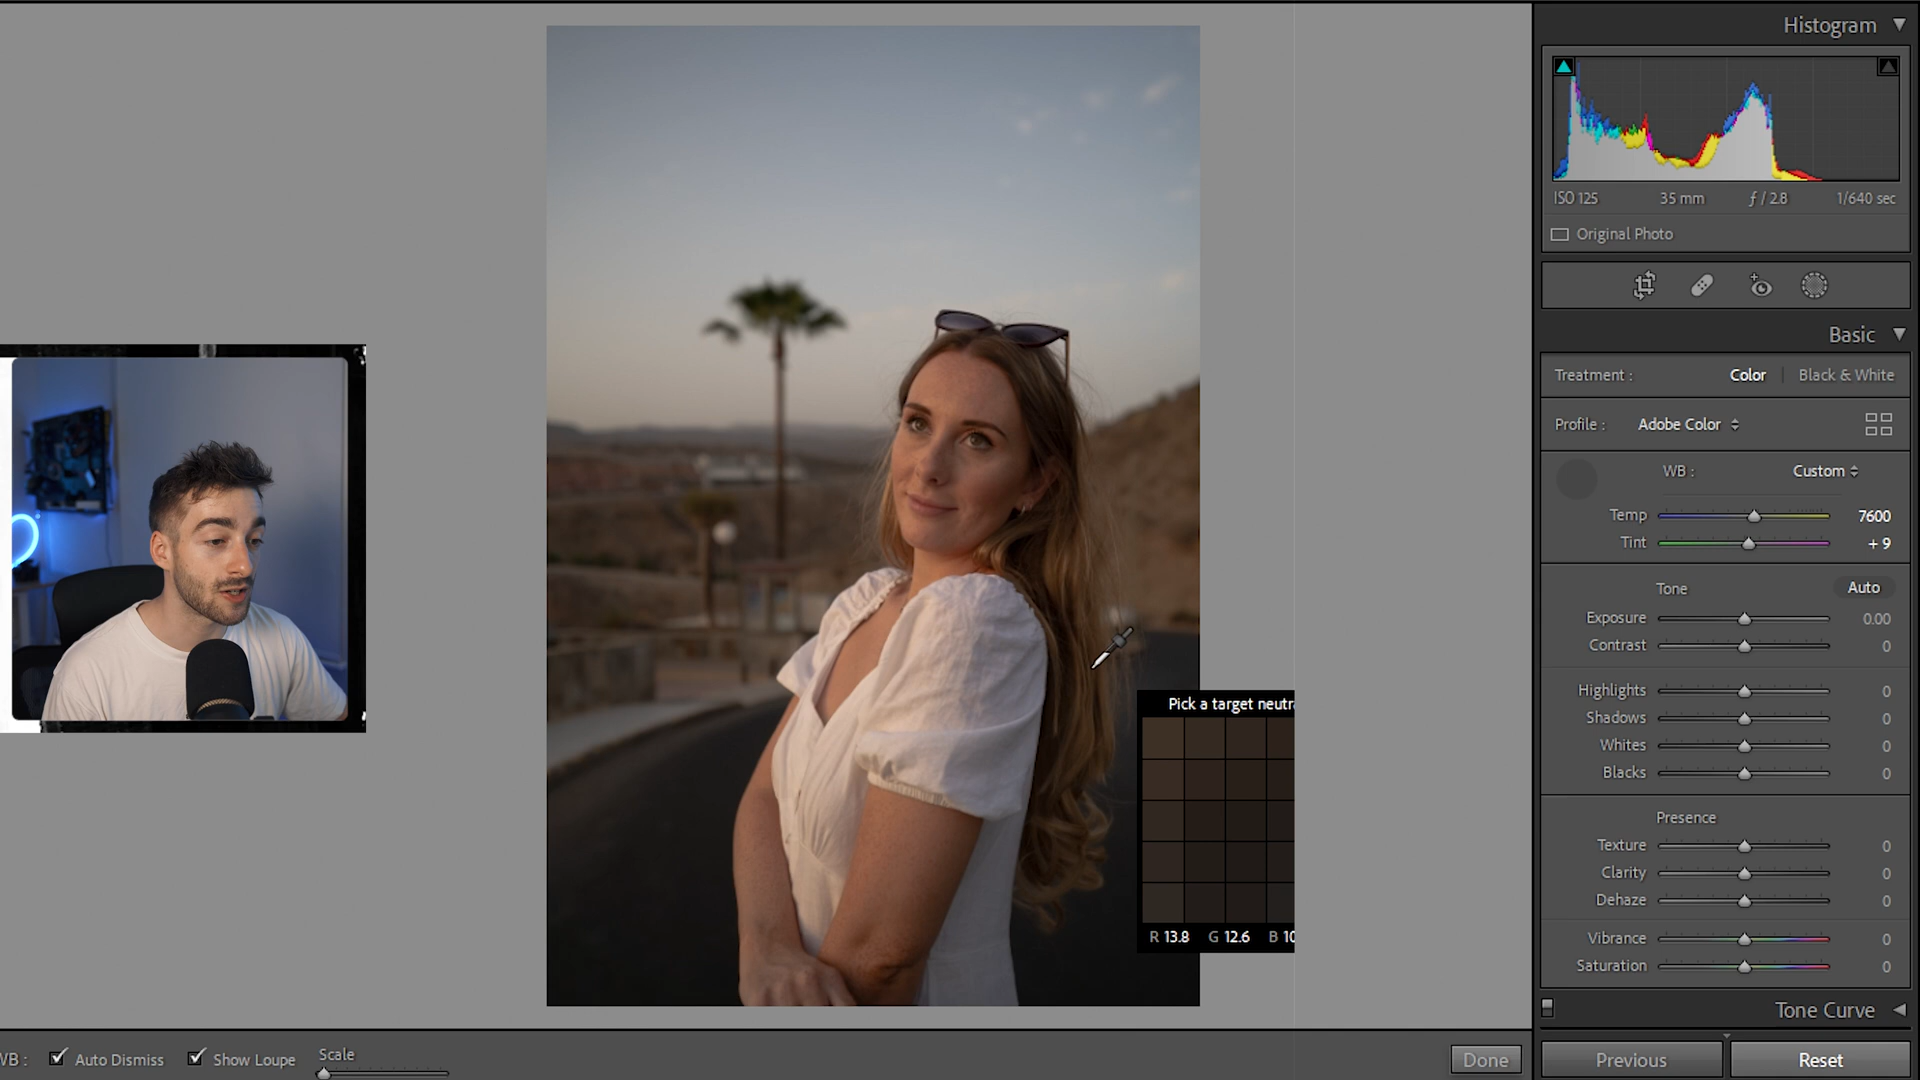 Histogram
ISO 125 35 mm ƒ / 2.8 1/640 sec
Original Photo
Basic
Treatment : Color Black & White
Profile : Adobe Color
WB : Custom
Temp 7600
Tint + 9
Tone Auto
Exposure 0.00
Contrast 0
Highlights 0
Shadows 0
Whites 0
Blacks 0
Presence
Texture 0
Clarity 0
Dehaze 0
Vibrance 0
Saturation 0
Tone Curve
Previous Reset
Pick a target neutr
R 13.8 G 12.6 B 10
WB : Auto Dismiss Show Loupe Scale
Done